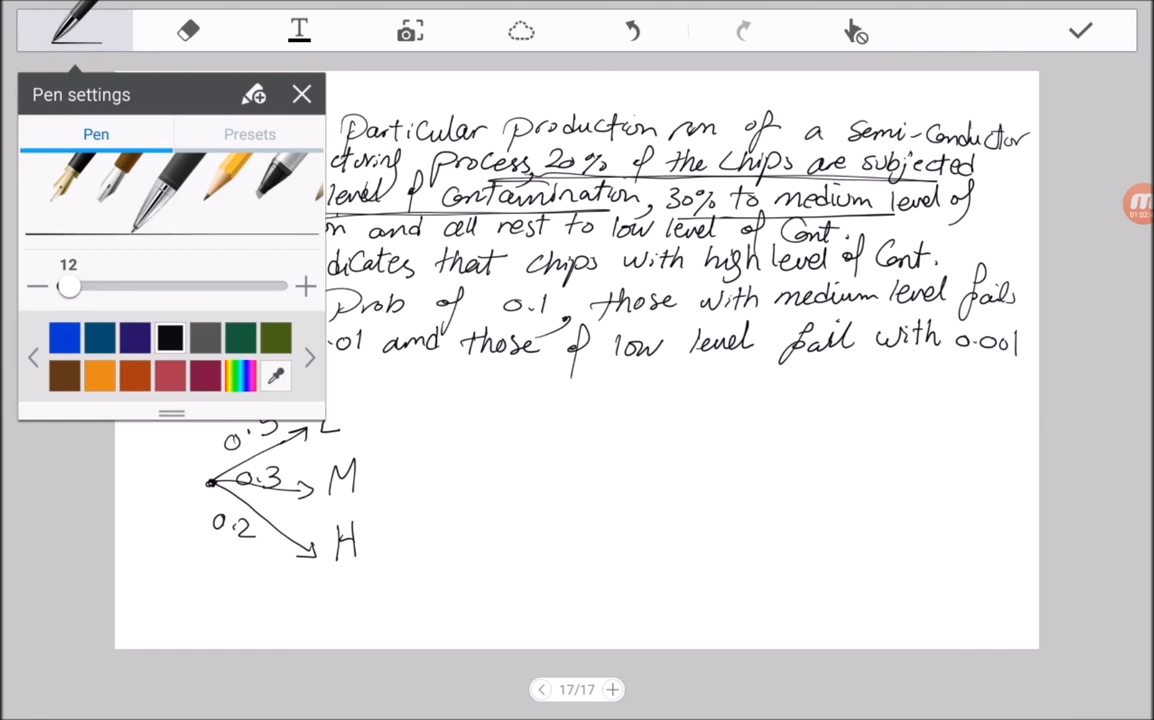 T
Pen settings
Pen
Presets
12
Particular Production run of a Semi-Conductor
cturing Process, 20% of the chips are subjected
level of Contamination, 30% to medium level of
n and all rest to low level of Cont.
dicates that chips with high level of Cont.
Prob of 0.1, those with medium level fails
.01 and those of low level fail with 0.001
0.5 L
0.3 M
0.2 H
17/17